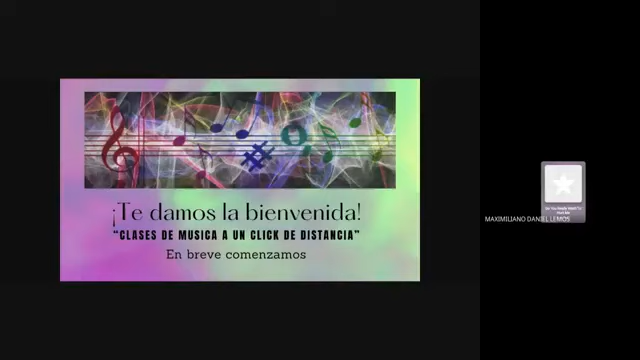 ¡Te damos la bienvenida!
“CLASES DE MUSICA A UN CLICK DE DISTANCIA”
En breve comenzamos
MAXIMILIANO DANIEL LEMOS